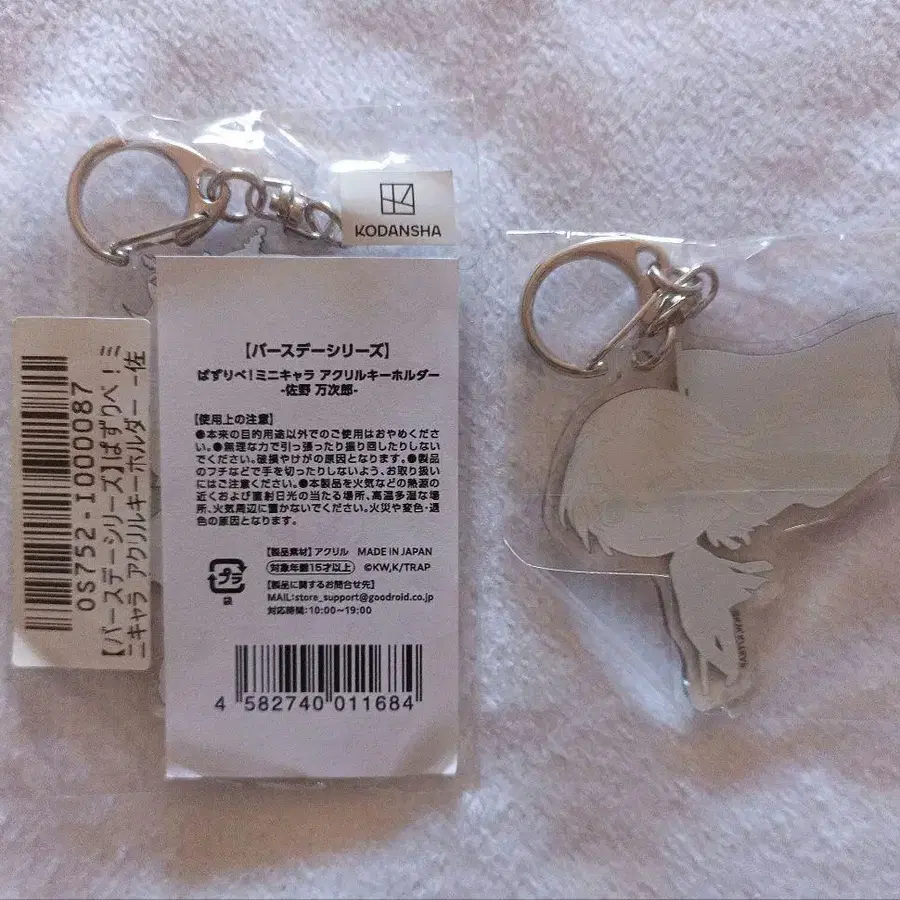 KODANSHA
【バースデーシリーズ】
ぱずりべ!ミニキャラ アクリルキーホルダー
-佐野 万次郎-
【使用上の注意】
●本来の目的用途以外でのご使用はおやめくださ
い。●無理な力で引っ張ったり振り回したりしない
でください。破損やけがの原因となります。●製品
のフチなどで手を切ったりしないよう、お取り扱い
にはご注意ください。●本製品を火気などの熱源の
近くおよび直射日光の当たる場所、高温多湿な場
所、火気周辺に置かないでください。火災や変色・退
色の原因となります。
プラ
袋
【製品素材】アクリル MADE IN JAPAN
対象年齢15才以上 ©KW,K/TRAP
【製品に関するお問合せ先】
MAIL:store_support@goodroid.co.jp
対応時間:10:00~19:00
4 582740 011684
OS752-I000087
【バースデーシリーズ】ぱずりべ!ミ
ニキャラ アクリルキーホルダー -佐